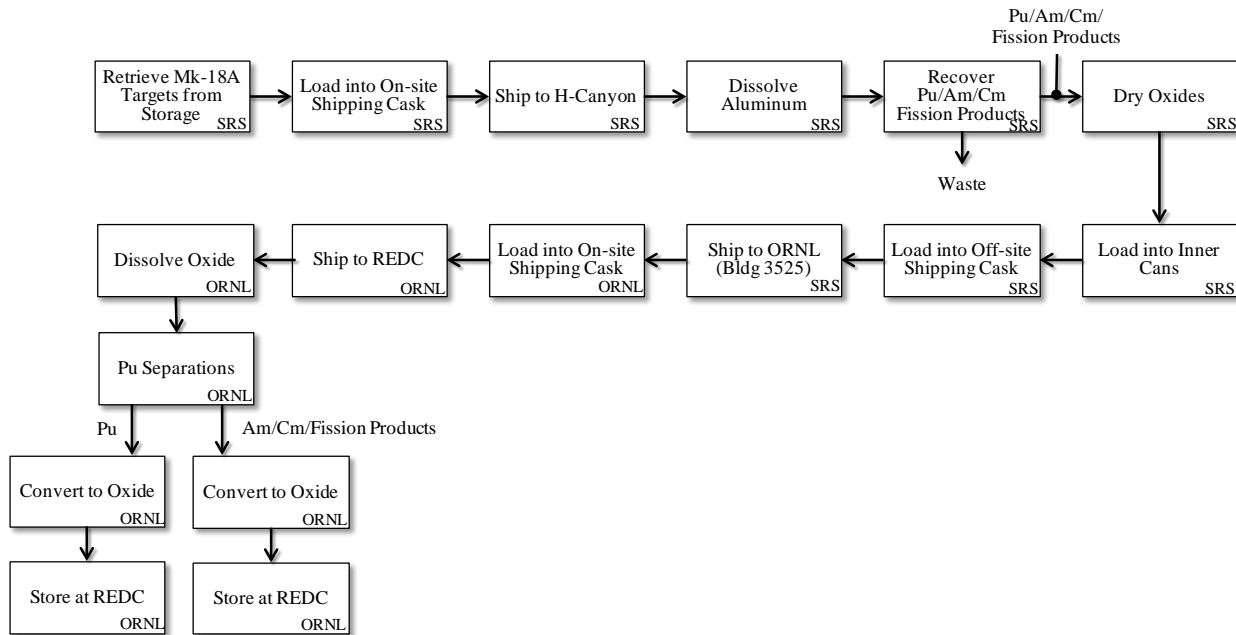 Pu/Am/Cm/
Fission Products
Retrieve Mk-18A
Targets from
Storage
SRS
Load into On-site
Shipping Cask
SRS
Ship to H-Canyon
SRS
Dissolve
Aluminum
SRS
Recover
Pu/Am/Cm
Fission Products
SRS
Dry Oxides
SRS
Waste
Dissolve Oxide
ORNL
Ship to REDC
ORNL
Load into On-site
Shipping Cask
ORNL
Ship to ORNL
(Bldg 3525)
SRS
Load into Off-site
Shipping Cask
SRS
Load into Inner
Cans
SRS
Pu Separations
ORNL
Pu
Am/Cm/Fission Products
Convert to Oxide
ORNL
Convert to Oxide
ORNL
Store at REDC
ORNL
Store at REDC
ORNL